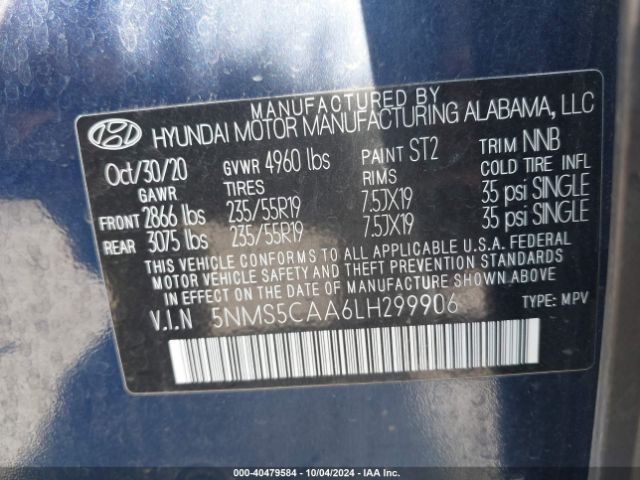 MANUFACTURED BY
HYUNDAI MOTOR MANUFACTURING ALABAMA, LLC
Oct/30/20 GVWR 4960 lbs PAINT ST2 TRIM NNB
GAWR TIRES RIMS COLD TIRE INFL
FRONT 2866 lbs 235/55R19 7.5JX19 35 psi SINGLE
REAR 3075 lbs 235/55R19 7.5JX19 35 psi SINGLE
THIS VEHICLE CONFORMS TO ALL APPLICABLE U.S.A. FEDERAL
MOTOR VEHICLE SAFETY AND THEFT PREVENTION STANDARDS
IN EFFECT ON THE DATE OF MANUFACTURE SHOWN ABOVE.
V.I.N 5NMS5CAA6LH299906 TYPE: MPV
000-40479584 - 10/04/2024 - IAA Inc.